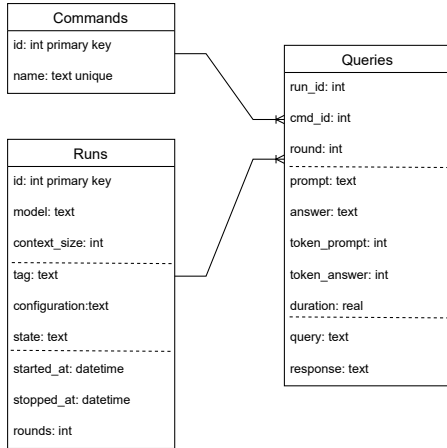 Commands
id: int primary key
name: text unique
Runs
id: int primary key
model: text
context_size: int
tag: text
configuration:text
state: text
started_at: datetime
stopped_at: datetime
rounds: int
Queries
run_id: int
cmd_id: int
round: int
prompt: text
answer: text
token_prompt: int
token_answer: int
duration: real
query: text
response: text